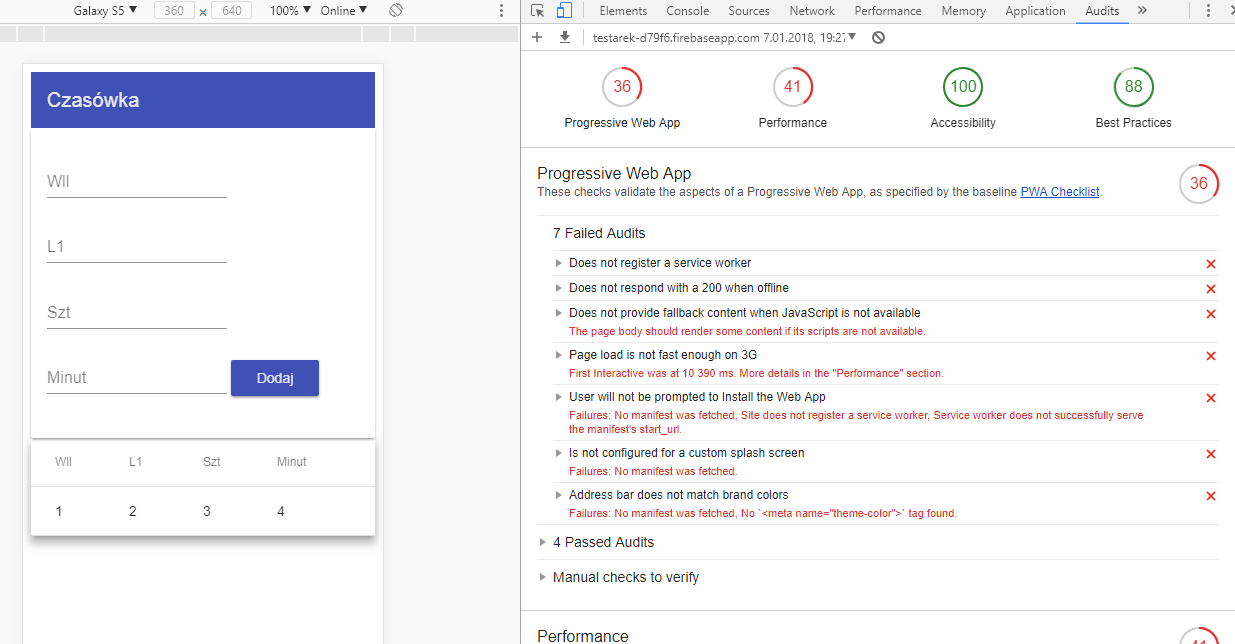 Galaxy S5 ▼ 360 × 640 100% ▼ Online ▼
Elements Console Sources Network Performance Memory Application Audits »
testarek-d79f6.firebaseapp.com 7.01.2018, 19:27 ▼
Czasówka
WII
L1
Szt
Minut
Dodaj
WII L1 Szt Minut
1 2 3 4
36 41 100 88
Progressive Web App Performance Accessibility Best Practices
Progressive Web App
These checks validate the aspects of a Progressive Web App, as specified by the baseline PWA Checklist.
36
7 Failed Audits
Does not register a service worker
Does not respond with a 200 when offline
Does not provide fallback content when JavaScript is not available
The page body should render some content if its scripts are not available.
Page load is not fast enough on 3G
First Interactive was at 10 390 ms. More details in the "Performance" section.
User will not be prompted to Install the Web App
Failures: No manifest was fetched, Site does not register a service worker, Service worker does not successfully serve
the manifest's start_url.
Is not configured for a custom splash screen
Failures: No manifest was fetched.
Address bar does not match brand colors
Failures: No manifest was fetched, No `<meta name="theme-color">` tag found.
4 Passed Audits
Manual checks to verify
Performance
41